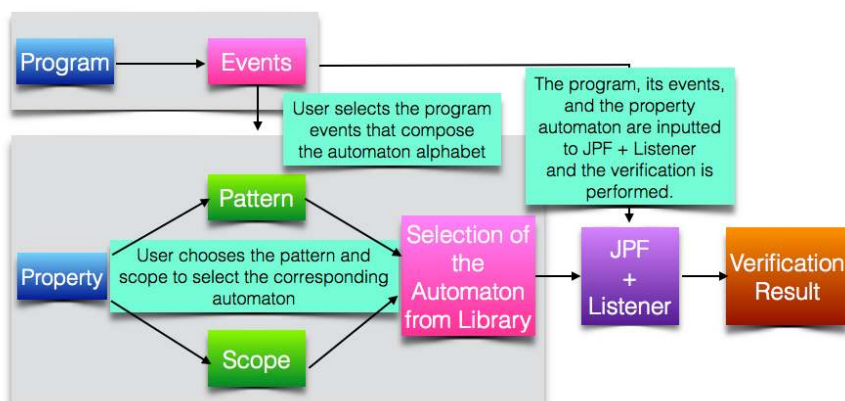 Program
Events
The program, its events,
and the property
automaton are inputted
to JPF + Listener
and the verification is
performed.
User selects the program
events that compose
the automaton alphabet
Pattern
Property
User chooses the pattern and
scope to select the corresponding
automaton
Scope
Selection of
the
Automaton
from Library
JPF
+
Listener
Verification
Result